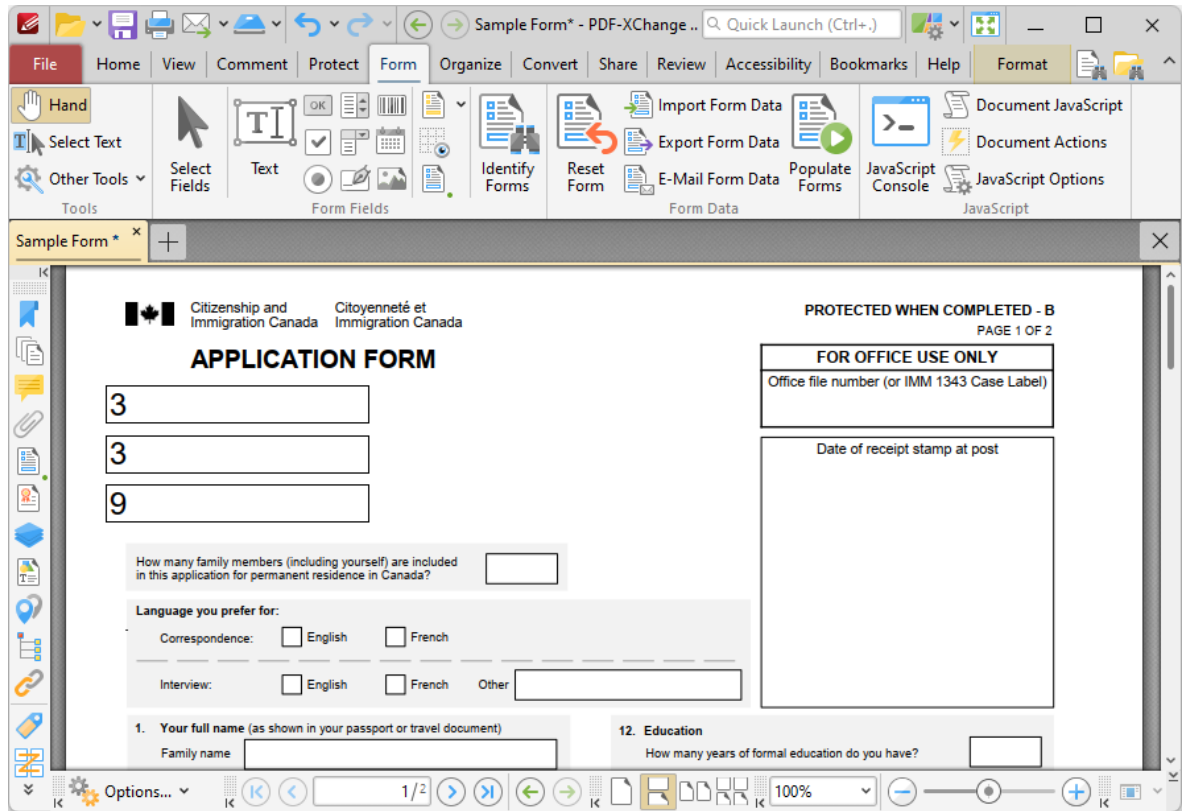 Sample Form* - PDF-XChange ..
Quick Launch (Ctrl+.)
File Home View Comment Protect Form Organize Convert Share Review Accessibility Bookmarks Help Format
Hand
Select Text
Other Tools
Tools
Select Fields
Text
OK
Form Fields
Identify Forms
Reset Form
Import Form Data
Export Form Data
E-Mail Form Data
Populate Forms
Form Data
JavaScript Console
Document JavaScript
Document Actions
JavaScript Options
JavaScript
Sample Form *
Citizenship and Immigration Canada
Citoyenneté et Immigration Canada
PROTECTED WHEN COMPLETED - B
PAGE 1 OF 2
APPLICATION FORM
FOR OFFICE USE ONLY
Office file number (or IMM 1343 Case Label)
3
3
9
Date of receipt stamp at post
How many family members (including yourself) are included
in this application for permanent residence in Canada?
Language you prefer for:
Correspondence: English French
Interview: English French Other
1. Your full name (as shown in your passport or travel document)
Family name
12. Education
How many years of formal education do you have?
Options...
1/2
100%